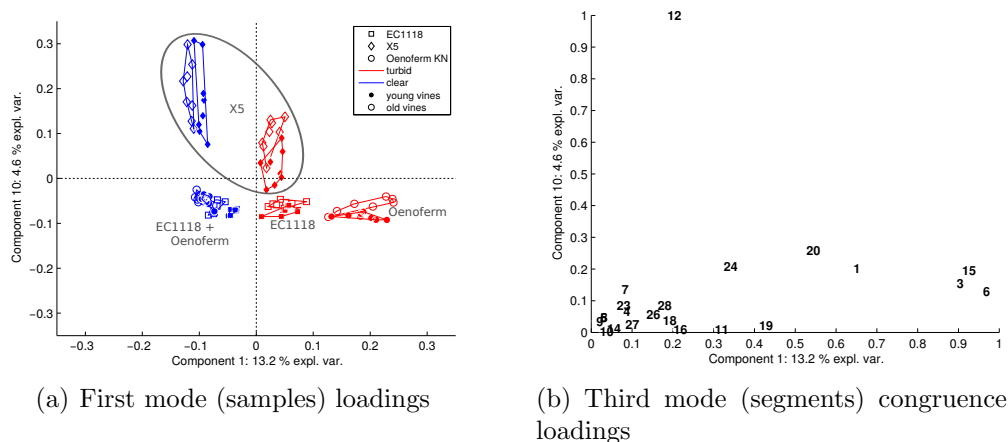 0.3
0.2
0.1
0
−0.1
−0.2
−0.3
Component 10: 4.6 % expl. var.
−0.3 −0.2 −0.1 0 0.1 0.2 0.3
Component 1: 13.2 % expl. var.
EC1118
X5
Oenoferm KN
turbid
clear
young vines
old vines
X5
EC1118 +
Oenoferm
EC1118
Oenoferm
(a) First mode (samples) loadings
1
0.9
0.8
0.7
0.6
0.5
0.4
0.3
0.2
0.1
0
Component 10: 4.6 % expl. var.
0 0.1 0.2 0.3 0.4 0.5 0.6 0.7 0.8 0.9 1
Component 1: 13.2 % expl. var.
12
20
24 1 15
3
6
7
23 28
4 26
18
9
14 27 16 11 19
10
(b) Third mode (segments) congruence
loadings